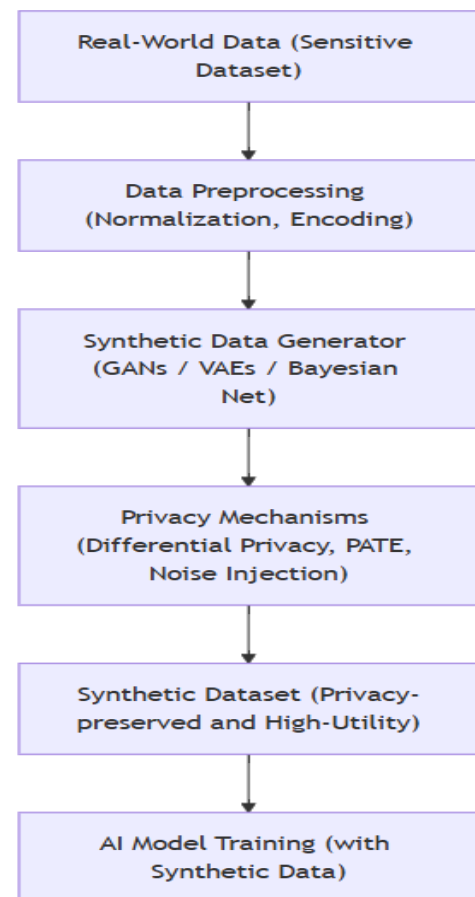 Real-World Data (Sensitive
Dataset)
Data Preprocessing
(Normalization, Encoding)
Synthetic Data Generator
(GANs / VAEs / Bayesian
Net)
Privacy Mechanisms
(Differential Privacy, PATE,
Noise Injection)
Synthetic Dataset (Privacy-
preserved and High-Utility)
AI Model Training (with
Synthetic Data)